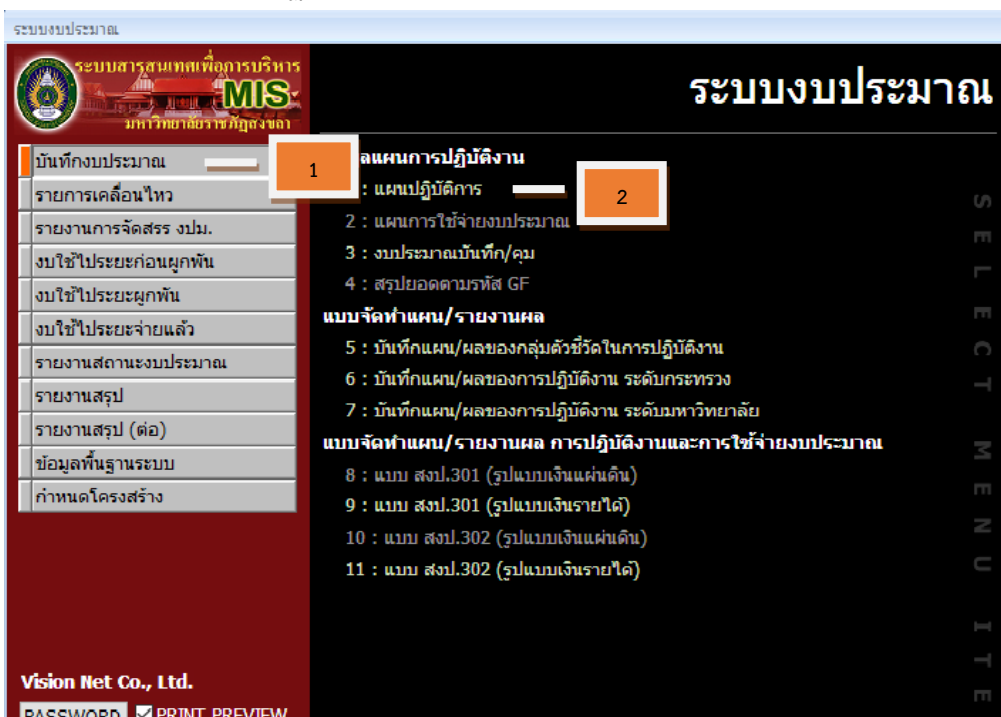 ระบบงบประมาณ
ระบบสารสนเทศเพื่อการบริหาร
MIS
มหาวิทยาลัยราชภัฏสงขลา
ระบบงบประมาณ
บันทึกงบประมาณ
รายการเคลื่อนไหว
รายงานการจัดสรร งปม.
งบใช้ไประยะก่อนผูกพัน
งบใช้ไประยะผูกพัน
งบใช้ไประยะจ่ายแล้ว
รายงานสถานะงบประมาณ
รายงานสรุป
รายงานสรุป (ต่อ)
ข้อมูลพื้นฐานระบบ
กำหนดโครงสร้าง
1
2
ลแผนการปฏิบัติงาน
: แผนปฏิบัติการ
2 : แผนการใช้จ่ายงบประมาณ
3 : งบประมาณบันทึก/คุม
4 : สรุปยอดตามรหัส GF
แบบจัดทำแผน/รายงานผล
5 : บันทึกแผน/ผลของกลุ่มตัวชี้วัดในการปฏิบัติงาน
6 : บันทึกแผน/ผลของการปฏิบัติงาน ระดับกระทรวง
7 : บันทึกแผน/ผลของการปฏิบัติงาน ระดับมหาวิทยาลัย
แบบจัดทำแผน/รายงานผล การปฏิบัติงานและการใช้จ่ายงบประมาณ
8 : แบบ สงป.301 (รูปแบบเงินแผ่นดิน)
9 : แบบ สงป.301 (รูปแบบเงินรายได้)
10 : แบบ สงป.302 (รูปแบบเงินแผ่นดิน)
11 : แบบ สงป.302 (รูปแบบเงินรายได้)
SELECT MENU ITE
Vision Net Co., Ltd.
PASSWORD PRINT PREVIEW